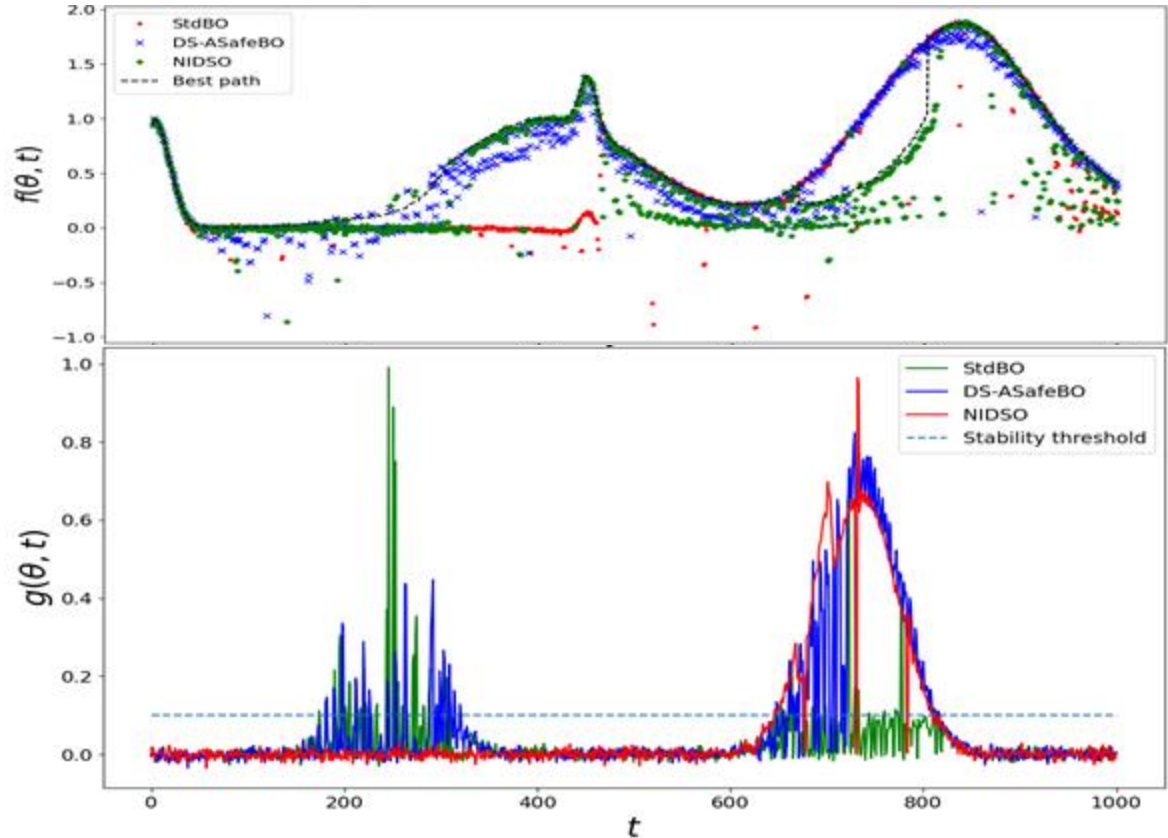 2.0
1.5
1.0
0.5
0.0
−0.5
−1.0
f(θ, t)
StdBO
DS-ASafeBO
NIDSO
Best path
1.0
0.8
0.6
0.4
0.2
0.0
g(θ, t)
StdBO
DS-ASafeBO
NIDSO
Stability threshold
0 200 400 600 800 1000
t